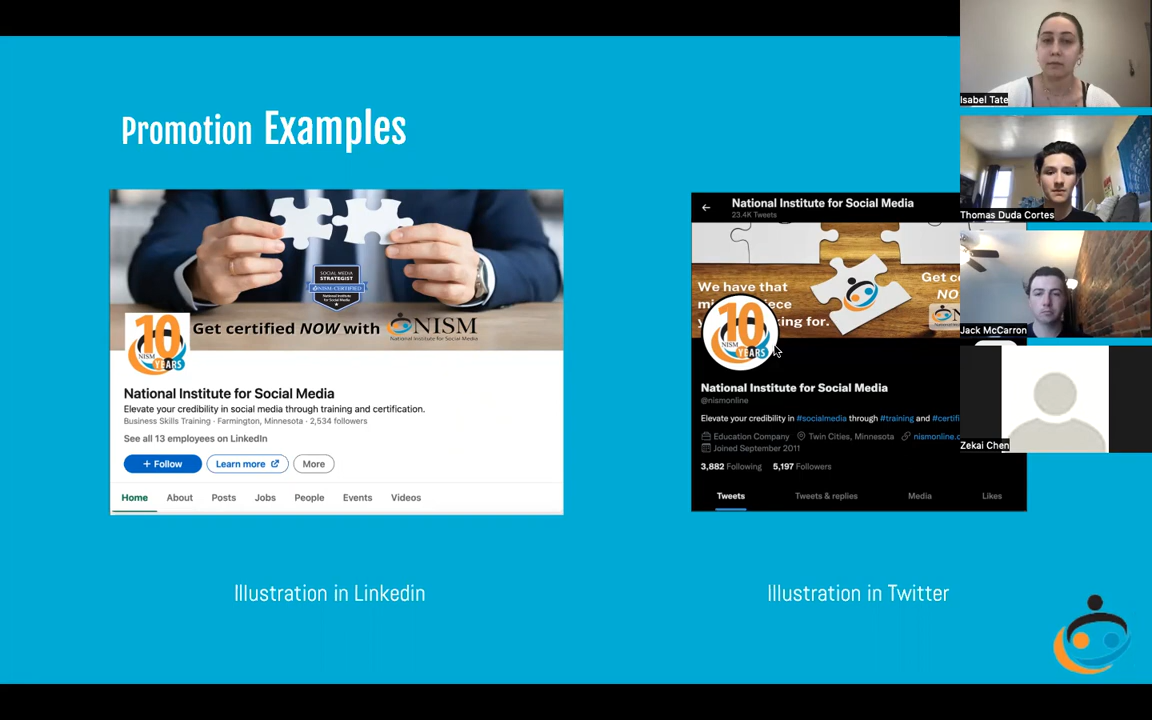 Promotion Examples
SOCIAL MEDIA
STRATEGIST
NISM-CERTIFIED
National Institute
for Social Media
10
NISM
YEARS
Get certified NOW with NISM
National Institute for Social Media
National Institute for Social Media
Elevate your credibility in social media through training and certification.
Business Skills Training · Farmington, Minnesota · 2,534 followers
See all 13 employees on LinkedIn
+ Follow
Learn more
More
Home About Posts Jobs People Events Videos
Illustration in Linkedin
National Institute for Social Media
23.4K Tweets
We have that
Get
10
NISM
YEARS
for.
National Institute for Social Media
@nismonline
Elevate your credibility in #socialmedia through #training and #certifi
Education Company Twin Cities, Minnesota nismonline.
Joined September 2011
3,882 Following 5,197 Followers
Tweets Tweets & replies Media Likes
Illustration in Twitter
Isabel Tate
Thomas Duda Cortes
Jack McCarron
Zekai Chen